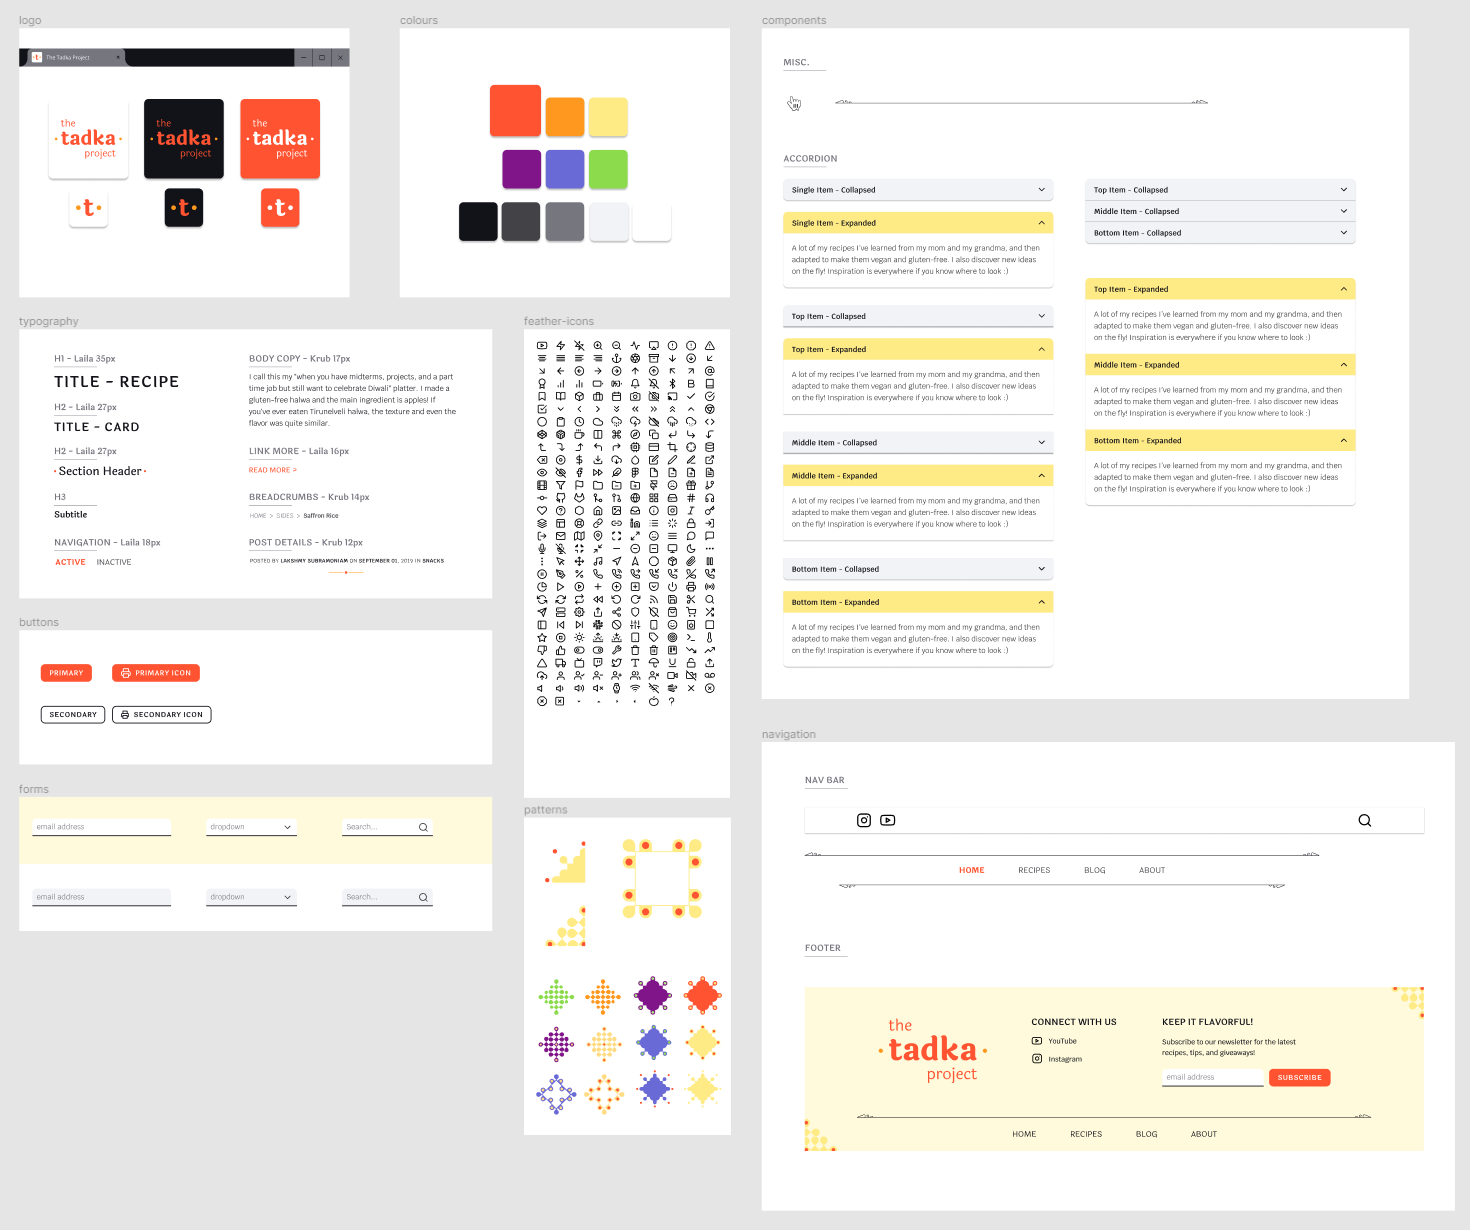 logo
The Tadka Project
the
tadka
project
the
tadka
project
the
tadka
project
t
t
t
colours
typography
H1 - Laila 35px
TITLE - RECIPE
H2 - Laila 27px
TITLE - CARD
H2 - Laila 27px
Section Header
H3
Subtitle
NAVIGATION - Laila 18px
ACTIVE INACTIVE
BODY COPY - Krub 17px
I call this my "when you have midterms, projects, and a part
time job but still want to celebrate Diwali" platter. I made a
gluten-free halwa and the main ingredient is apples! If
you've ever eaten Tirunelveli halwa, the texture and even the
flavor was quite similar.
LINK MORE - Laila 16px
READ MORE >
BREADCRUMBS - Krub 14px
HOME > SIDES > Saffron Rice
POST DETAILS - Krub 12px
POSTED BY LAKSHMY SUBRAMONIAM ON SEPTEMBER 01, 2019 IN SNACKS
buttons
PRIMARY
PRIMARY ICON
SECONDARY
SECONDARY ICON
forms
email address
dropdown
Search...
email address
dropdown
Search...
feather-icons
patterns
components
MISC.
ACCORDION
Single Item - Collapsed
Single Item - Expanded
A lot of my recipes I've learned from my mom and my grandma, and then
adapted to make them vegan and gluten-free. I also discover new ideas
on the fly! Inspiration is everywhere if you know where to look :)
Top Item - Collapsed
Top Item - Expanded
A lot of my recipes I've learned from my mom and my grandma, and then
adapted to make them vegan and gluten-free. I also discover new ideas
on the fly! Inspiration is everywhere if you know where to look :)
Middle Item - Collapsed
Middle Item - Expanded
A lot of my recipes I've learned from my mom and my grandma, and then
adapted to make them vegan and gluten-free. I also discover new ideas
on the fly! Inspiration is everywhere if you know where to look :)
Bottom Item - Collapsed
Bottom Item - Expanded
A lot of my recipes I've learned from my mom and my grandma, and then
adapted to make them vegan and gluten-free. I also discover new ideas
on the fly! Inspiration is everywhere if you know where to look :)
Top Item - Collapsed
Middle Item - Collapsed
Bottom Item - Collapsed
Top Item - Expanded
A lot of my recipes I've learned from my mom and my grandma, and then
adapted to make them vegan and gluten-free. I also discover new ideas
on the fly! Inspiration is everywhere if you know where to look :)
Middle Item - Expanded
A lot of my recipes I've learned from my mom and my grandma, and then
adapted to make them vegan and gluten-free. I also discover new ideas
on the fly! Inspiration is everywhere if you know where to look :)
Bottom Item - Expanded
A lot of my recipes I've learned from my mom and my grandma, and then
adapted to make them vegan and gluten-free. I also discover new ideas
on the fly! Inspiration is everywhere if you know where to look :)
navigation
NAV BAR
HOME RECIPES BLOG ABOUT
FOOTER
the
tadka
project
CONNECT WITH US
YouTube
Instagram
KEEP IT FLAVORFUL!
Subscribe to our newsletter for the latest
recipes, tips, and giveaways!
email address
SUBSCRIBE
HOME RECIPES BLOG ABOUT